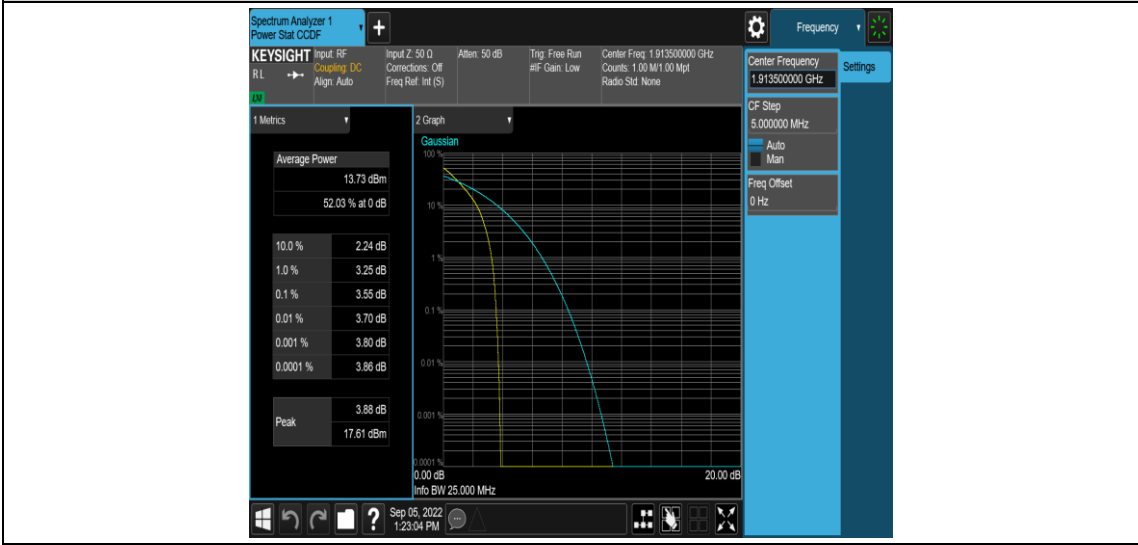 Spectrum Analyzer 1
Power Stat CCDF
+
Frequency
KEYSIGHT
RL
LM
Input: RF
Coupling: DC
Align: Auto
Input Z: 50 Ω
Corrections: Off
Freq Ref: Int (S)
Atten: 50 dB
Trig: Free Run
#IF Gain: Low
Center Freq: 1.913500000 GHz
Counts: 1.00 M/1.00 Mpt
Radio Std: None
Center Frequency
1.913500000 GHz
Settings
CF Step
5.000000 MHz
Auto
Man
Freq Offset
0 Hz
1 Metrics
Average Power
13.73 dBm
52.03 % at 0 dB
10.0 % 2.24 dB
1.0 % 3.25 dB
0.1 % 3.55 dB
0.01 % 3.70 dB
0.001 % 3.80 dB
0.0001 % 3.86 dB
Peak
3.88 dB
17.61 dBm
2 Graph
Gaussian
100 %
10 %
1 %
0.1 %
0.01 %
0.001 %
0.0001 %
0.00 dB
20.00 dB
Info BW 25.000 MHz
?
Sep 05, 2022
1:23:04 PM